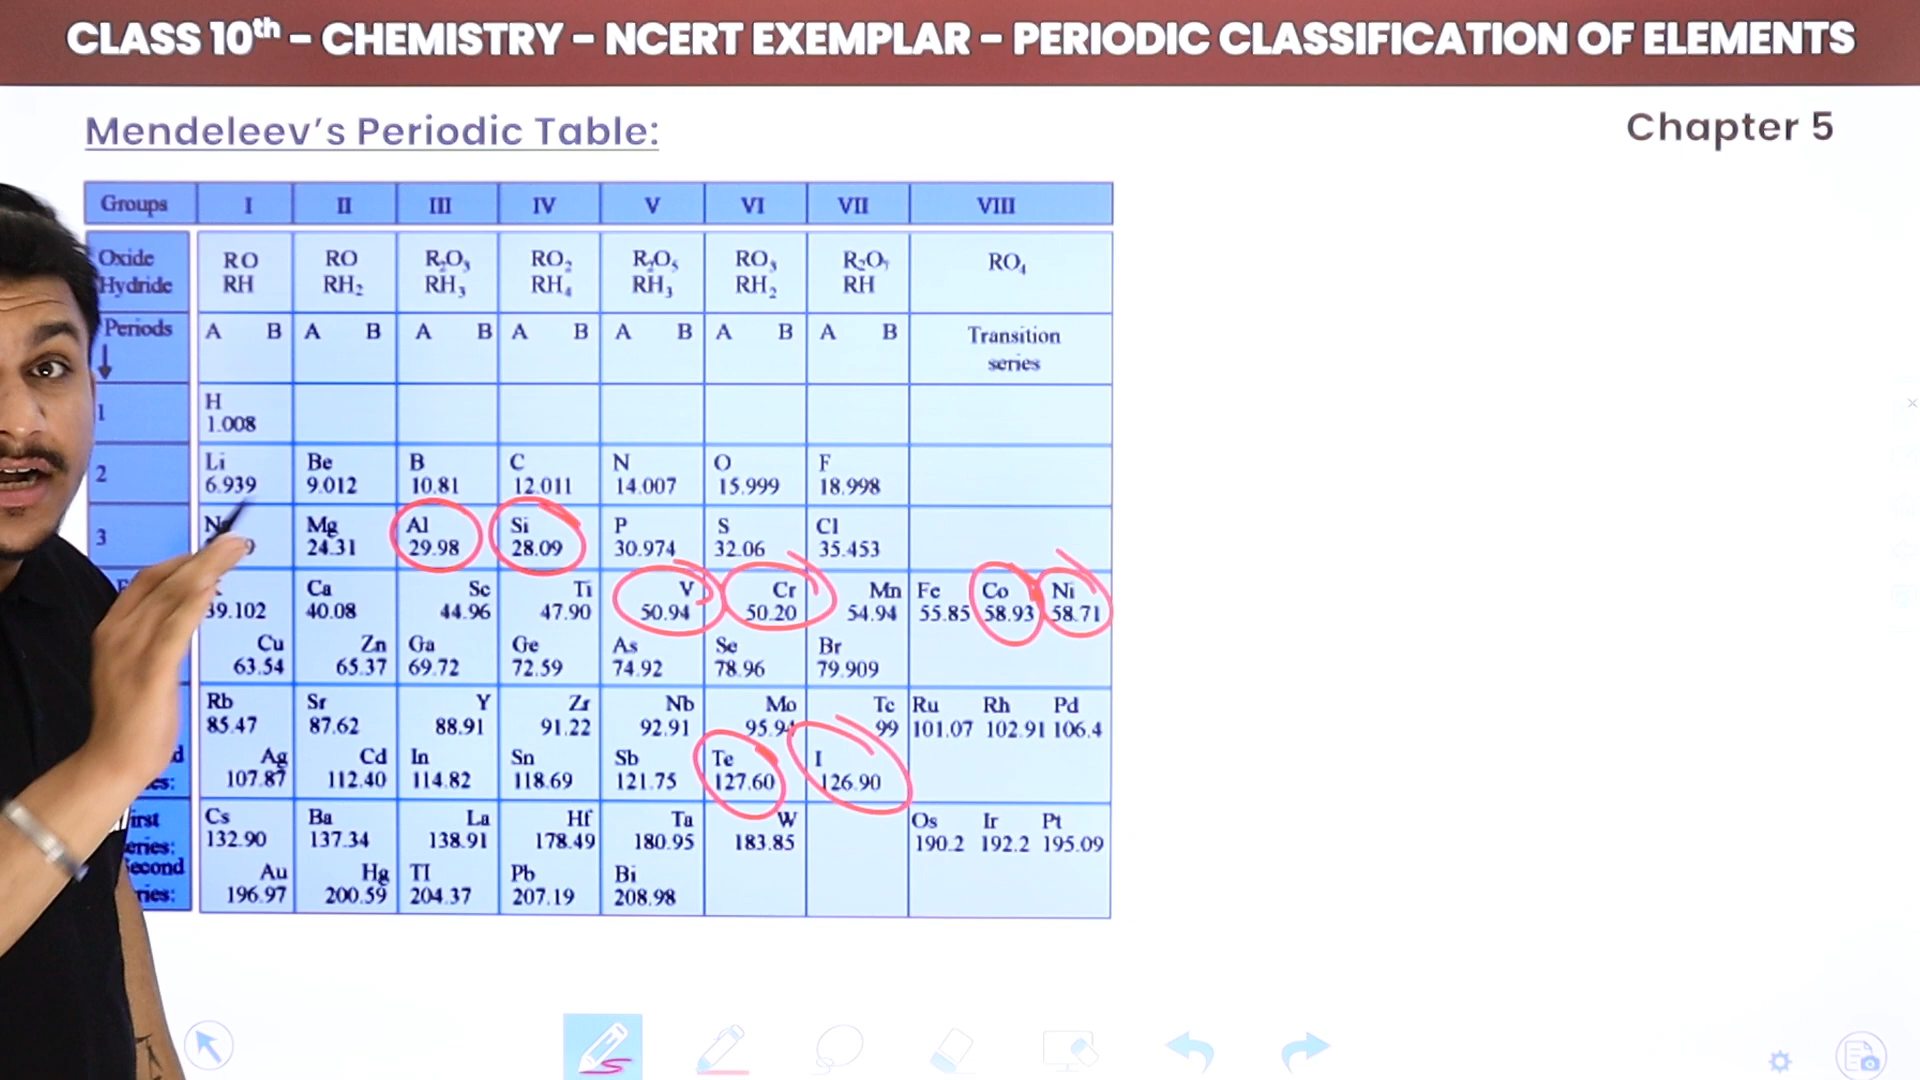 CLASS 10th – CHEMISTRY – NCERT EXEMPLAR – PERIODIC CLASSIFICATION OF ELEMENTS
Mendeleev's Periodic Table:
Chapter 5
Groups I II III IV V VI VII VIII
Oxide RO RO R₂O₃ RO₂ R₂O₅ RO₃ R₂O₇ RO₄
Hydride RH RH₂ RH₃ RH₄ RH₃ RH₂ RH
Periods A B A B A B A B A B A B A B Transition
series
1 H
1.008
2 Li Be B C N O F
6.939 9.012 10.81 12.011 14.007 15.999 18.998
3 Mg Al Si P S Cl
24.31 29.98 28.09 30.974 32.06 35.453
Ca Sc Ti V Cr Mn Fe Co Ni
39.102 40.08 44.96 47.90 50.94 50.20 54.94 55.85 58.93 58.71
Cu Zn Ga Ge As Se Br
63.54 65.37 69.72 72.59 74.92 78.96 79.909
Rb Sr Y Zr Nb Mo Tc Ru Rh Pd
85.47 87.62 88.91 91.22 92.91 95.94 99 101.07 102.91 106.4
Ag Cd In Sn Sb Te I
107.87 112.40 114.82 118.69 121.75 127.60 126.90
Cs Ba La Hf Ta W Os Ir Pt
132.90 137.34 138.91 178.49 180.95 183.85 190.2 192.2 195.09
Au Hg TI Pb Bi
196.97 200.59 204.37 207.19 208.98